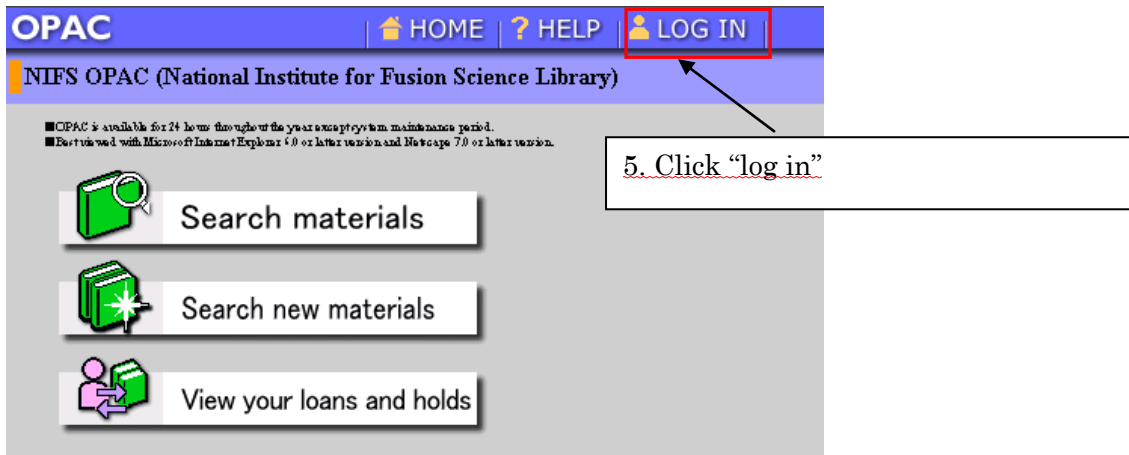 OPAC
HOME
? HELP
LOG IN
NIFS OPAC (National Institute for Fusion Science Library)
■OPAC is available for 24 hours throughout the year except system maintenance period.
■Best viewed with Microsoft Internet Explorer 6.0 or latter version and Netscape 7.0 or latter version.
5. Click “log in”
Search materials
Search new materials
View your loans and holds